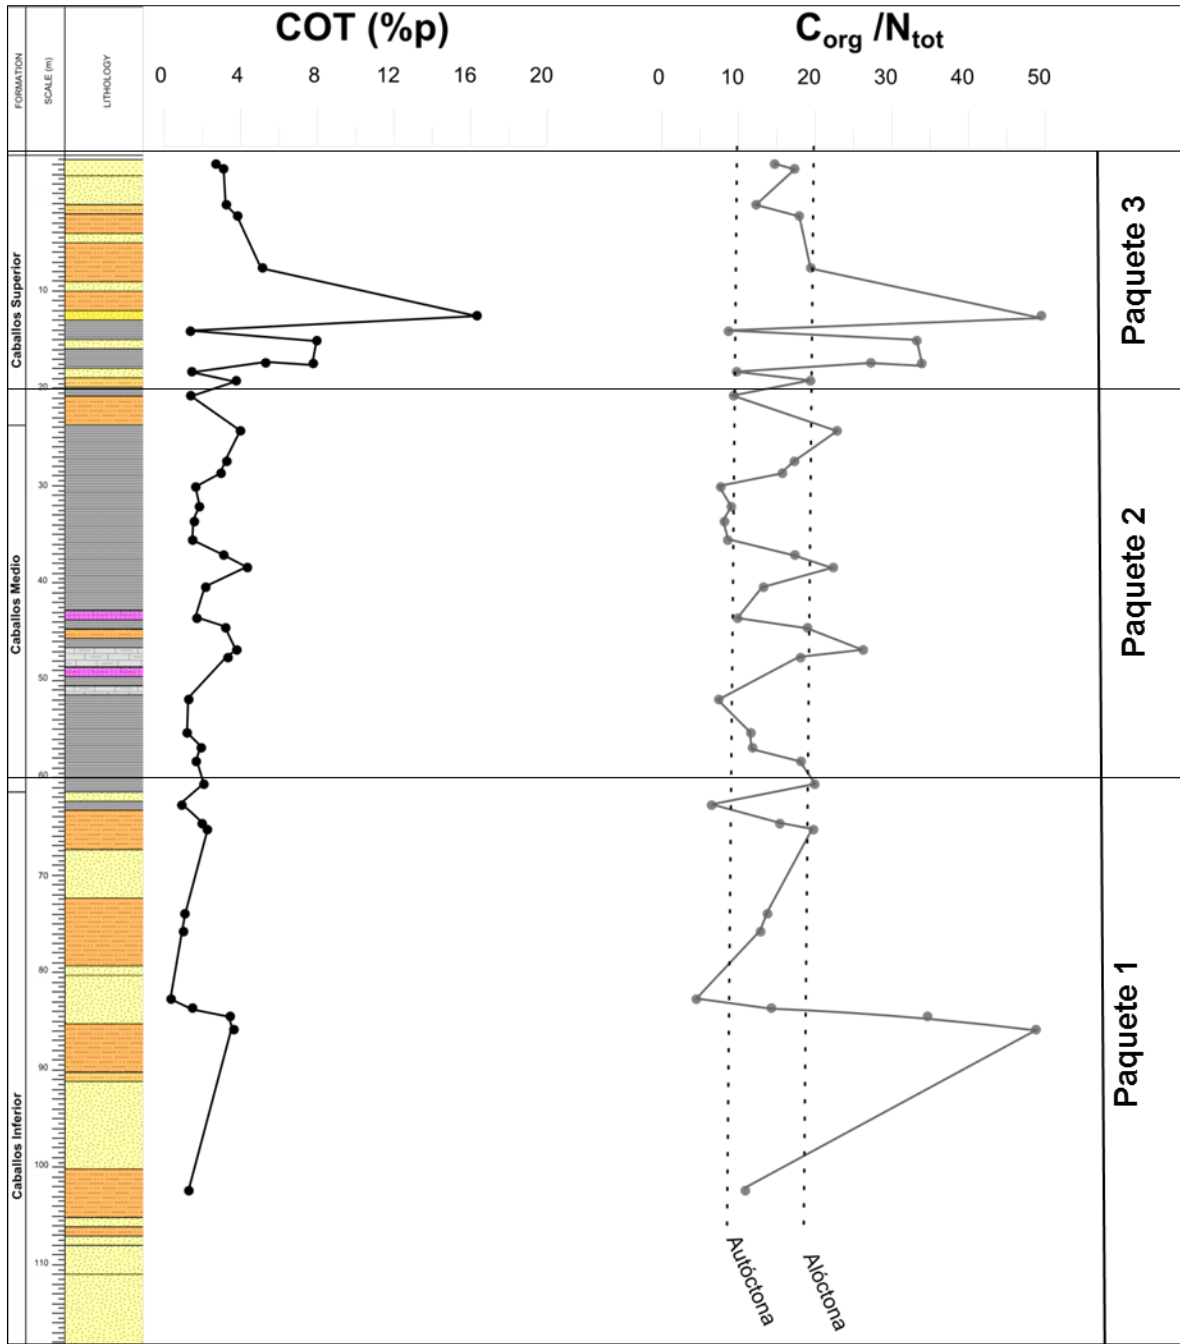 COT (%p)
C_org /N_tot
FORMATION
SCALE (m)
LITHOLOGY
0 4 8 12 16 20
0 10 20 30 40 50
Caballos Superior
Caballos Medio
Caballos Inferior
10
20
30
40
50
60
70
80
90
100
110
Paquete 3
Paquete 2
Paquete 1
Autóctona
Alóctona